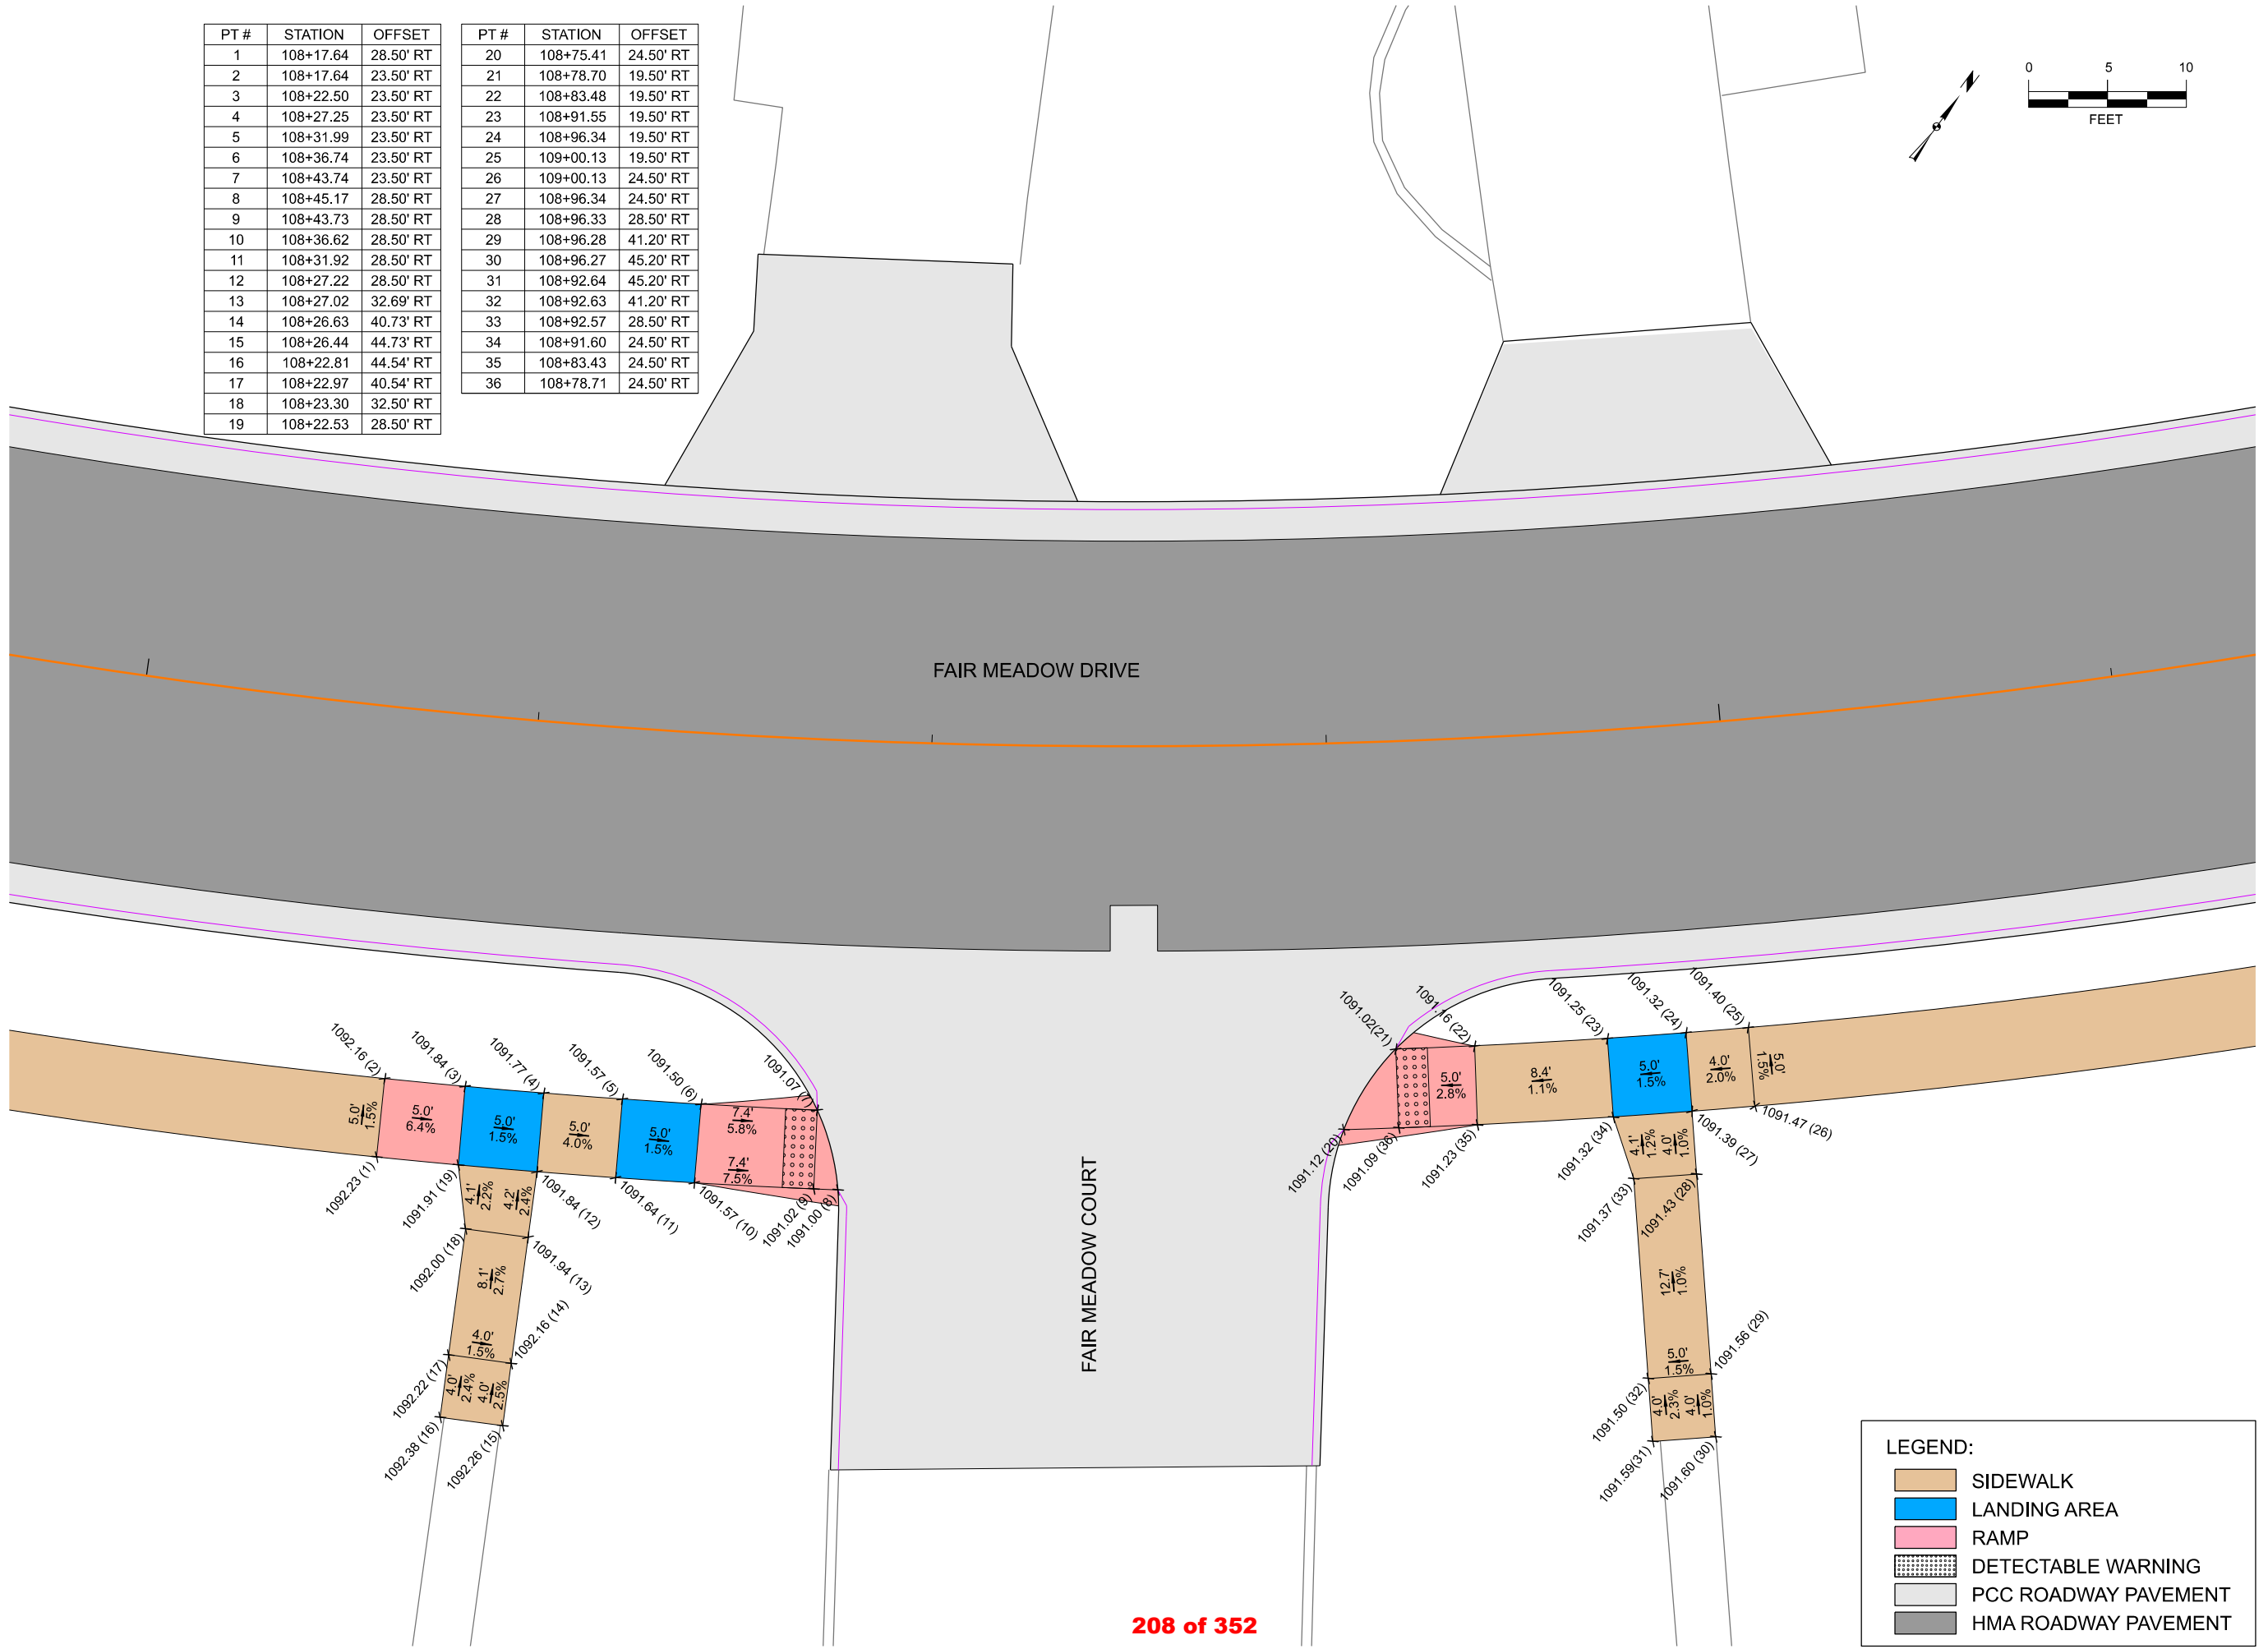 PT # STATION OFFSET
1 108+17.64 28.50' RT
2 108+17.64 23.50' RT
3 108+22.50 23.50' RT
4 108+27.25 23.50' RT
5 108+31.99 23.50' RT
6 108+36.74 23.50' RT
7 108+43.74 23.50' RT
8 108+45.17 28.50' RT
9 108+43.73 28.50' RT
10 108+36.62 28.50' RT
11 108+31.92 28.50' RT
12 108+27.22 28.50' RT
13 108+27.02 32.69' RT
14 108+26.63 40.73' RT
15 108+26.44 44.73' RT
16 108+22.81 44.54' RT
17 108+22.97 40.54' RT
18 108+23.30 32.50' RT
19 108+22.53 28.50' RT
PT # STATION OFFSET
20 108+75.41 24.50' RT
21 108+78.70 19.50' RT
22 108+83.48 19.50' RT
23 108+91.55 19.50' RT
24 108+96.34 19.50' RT
25 109+00.13 19.50' RT
26 109+00.13 24.50' RT
27 108+96.34 24.50' RT
28 108+96.33 28.50' RT
29 108+96.28 41.20' RT
30 108+96.27 45.20' RT
31 108+92.64 45.20' RT
32 108+92.63 41.20' RT
33 108+92.57 28.50' RT
34 108+91.60 24.50' RT
35 108+83.43 24.50' RT
36 108+78.71 24.50' RT
0 5 10
FEET
FAIR MEADOW DRIVE
FAIR MEADOW COURT
1092.16 (2)
1091.84 (3)
1091.77 (4)
1091.57 (5)
1091.50 (6)
1091.07 (7)
5.0'
1.5%
5.0'
6.4%
5.0'
1.5%
5.0'
4.0%
5.0'
1.5%
7.4'
5.8%
7.4'
7.5%
1092.23 (1)
1091.91 (19)
1091.84 (12)
1091.64 (11)
1091.57 (10)
1091.02 (9)
1091.00 (8)
4.1'
2.2%
4.2'
2.4%
1092.00 (18)
1091.94 (13)
8.1'
2.7%
4.0'
1.5%
1092.22 (17)
1092.16 (14)
4.0'
2.4%
4.0'
2.5%
1092.38 (16)
1092.26 (15)
1091.02(21)
1091.16 (22)
1091.25 (23)
1091.32 (24)
1091.40 (25)
5.0'
2.8%
8.4'
1.1%
5.0'
1.5%
4.0'
2.0%
5.0'
1.5%
1091.12 (20)
1091.09 (36)
1091.23 (35)
1091.32 (34)
1091.39 (27)
1091.47 (26)
4.1'
1.2%
4.0'
1.0%
1091.37 (33)
1091.43 (28)
12.7'
1.0%
5.0'
1.5%
1091.50 (32)
1091.56 (29)
4.0'
2.3%
4.0'
1.0%
1091.59(31)
1091.60 (30)
LEGEND:
SIDEWALK
LANDING AREA
RAMP
DETECTABLE WARNING
PCC ROADWAY PAVEMENT
HMA ROADWAY PAVEMENT
208 of 352